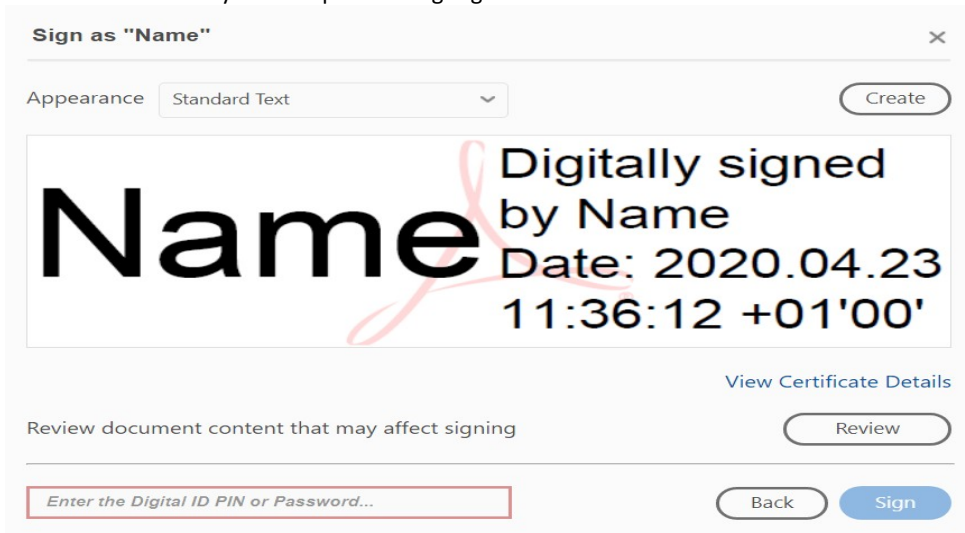 Sign as "Name"
Appearance Standard Text Create
Name
Digitally signed
by Name
Date: 2020.04.23
11:36:12 +01'00'
View Certificate Details
Review document content that may affect signing Review
Enter the Digital ID PIN or Password... Back Sign